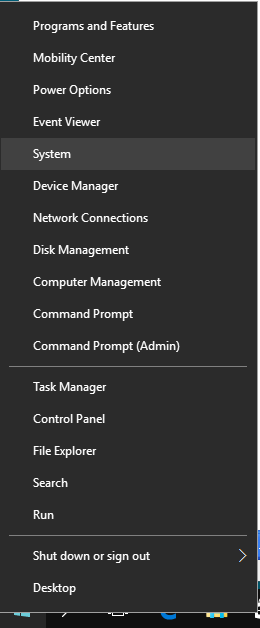 Programs and Features
Mobility Center
Power Options
Event Viewer
System
Device Manager
Network Connections
Disk Management
Computer Management
Command Prompt
Command Prompt (Admin)
Task Manager
Control Panel
File Explorer
Search
Run
Shut down or sign out
Desktop